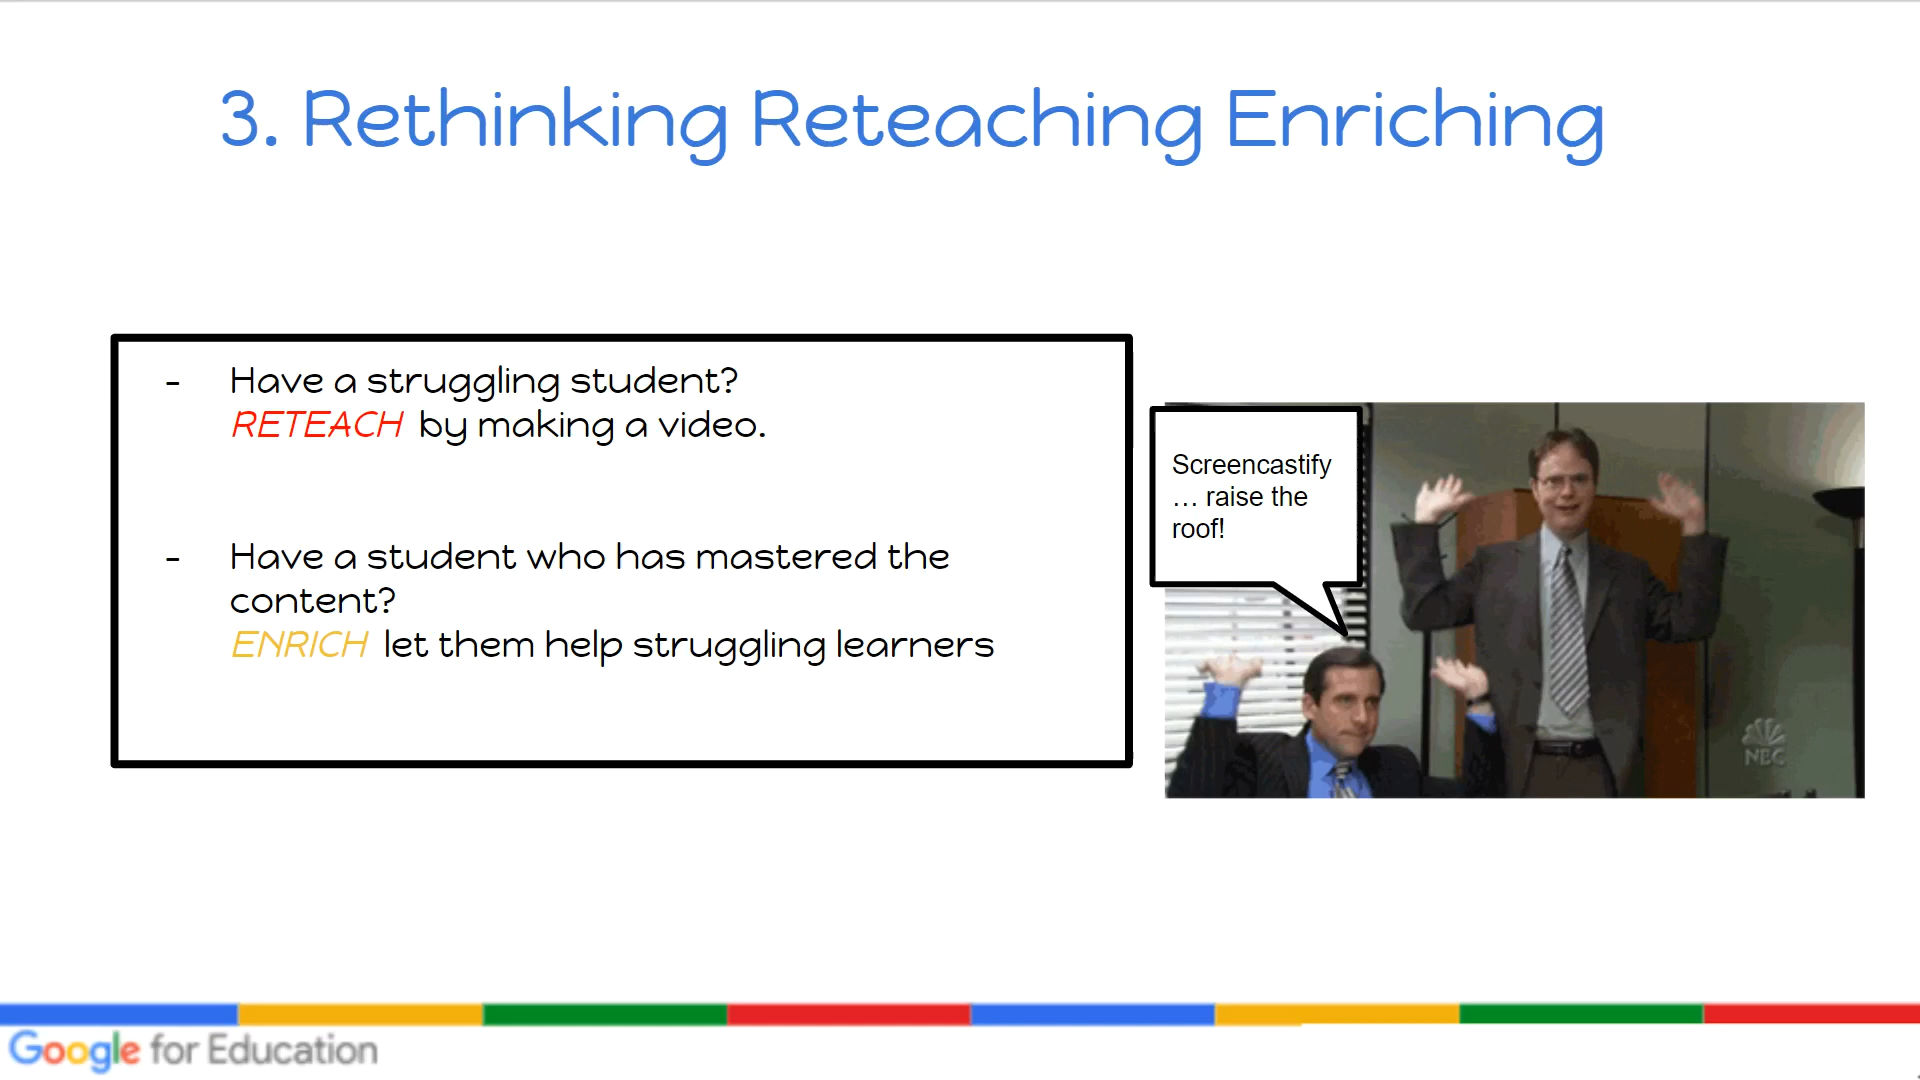 3. Rethinking Reteaching Enriching
- Have a struggling student?
RETEACH by making a video.
- Have a student who has mastered the
content?
ENRICH let them help struggling learners
Screencastify
... raise the
roof!
NBC
Google for Education